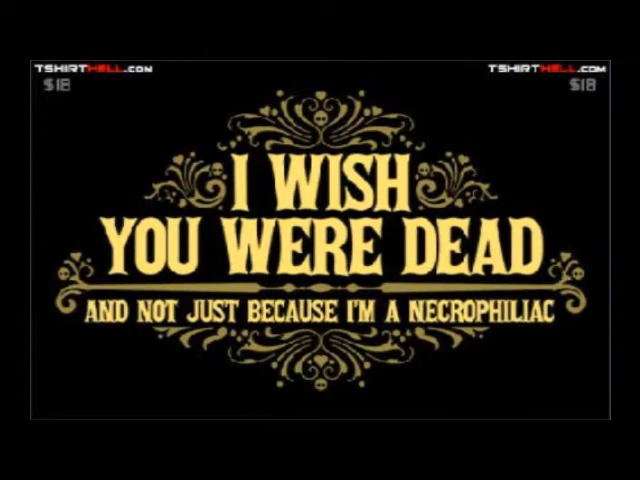 TSHIRTHELL.COM TSHIRTHELL.COM
$18 $18
I WISH
YOU WERE DEAD
AND NOT JUST BECAUSE I'M A NECROPHILIAC